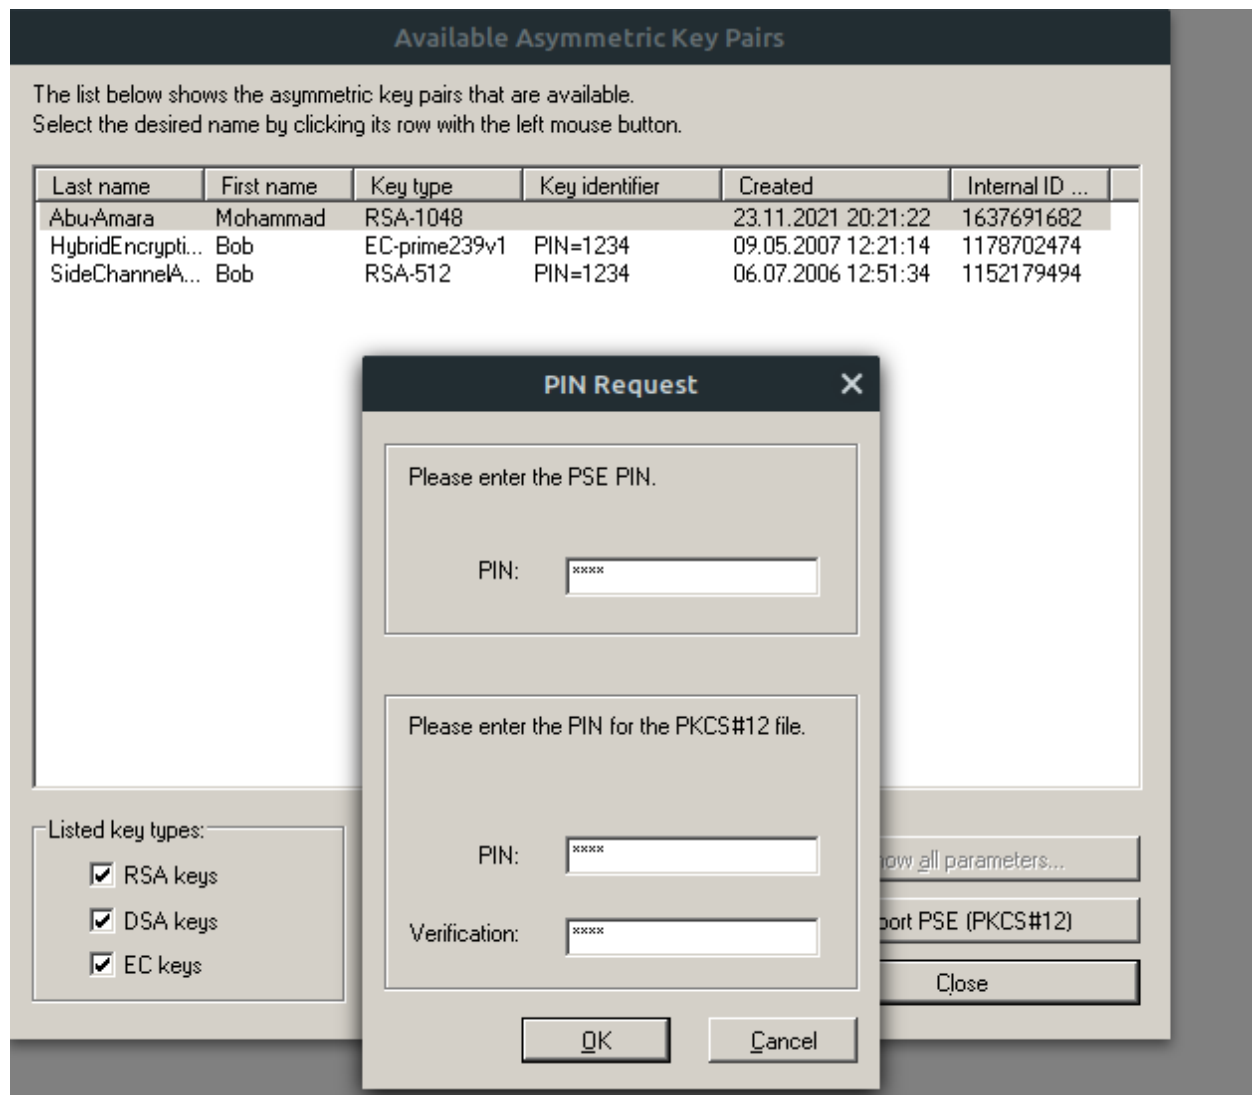 Available Asymmetric Key Pairs
The list below shows the asymmetric key pairs that are available.
Select the desired name by clicking its row with the left mouse button.
Last name First name Key type Key identifier Created Internal ID ...
Abu-Amara Mohammad RSA-1048 23.11.2021 20:21:22 1637691682
HybridEncrypti... Bob EC-prime239v1 PIN=1234 09.05.2007 12:21:14 1178702474
SideChannelA... Bob RSA-512 PIN=1234 06.07.2006 12:51:34 1152179494
PIN Request
Please enter the PSE PIN.
PIN: ****
Please enter the PIN for the PKCS#12 file.
PIN: ****
Verification: ****
OK Cancel
Listed key types:
RSA keys
DSA keys
EC keys
all parameters...
PSE (PKCS#12)
Close